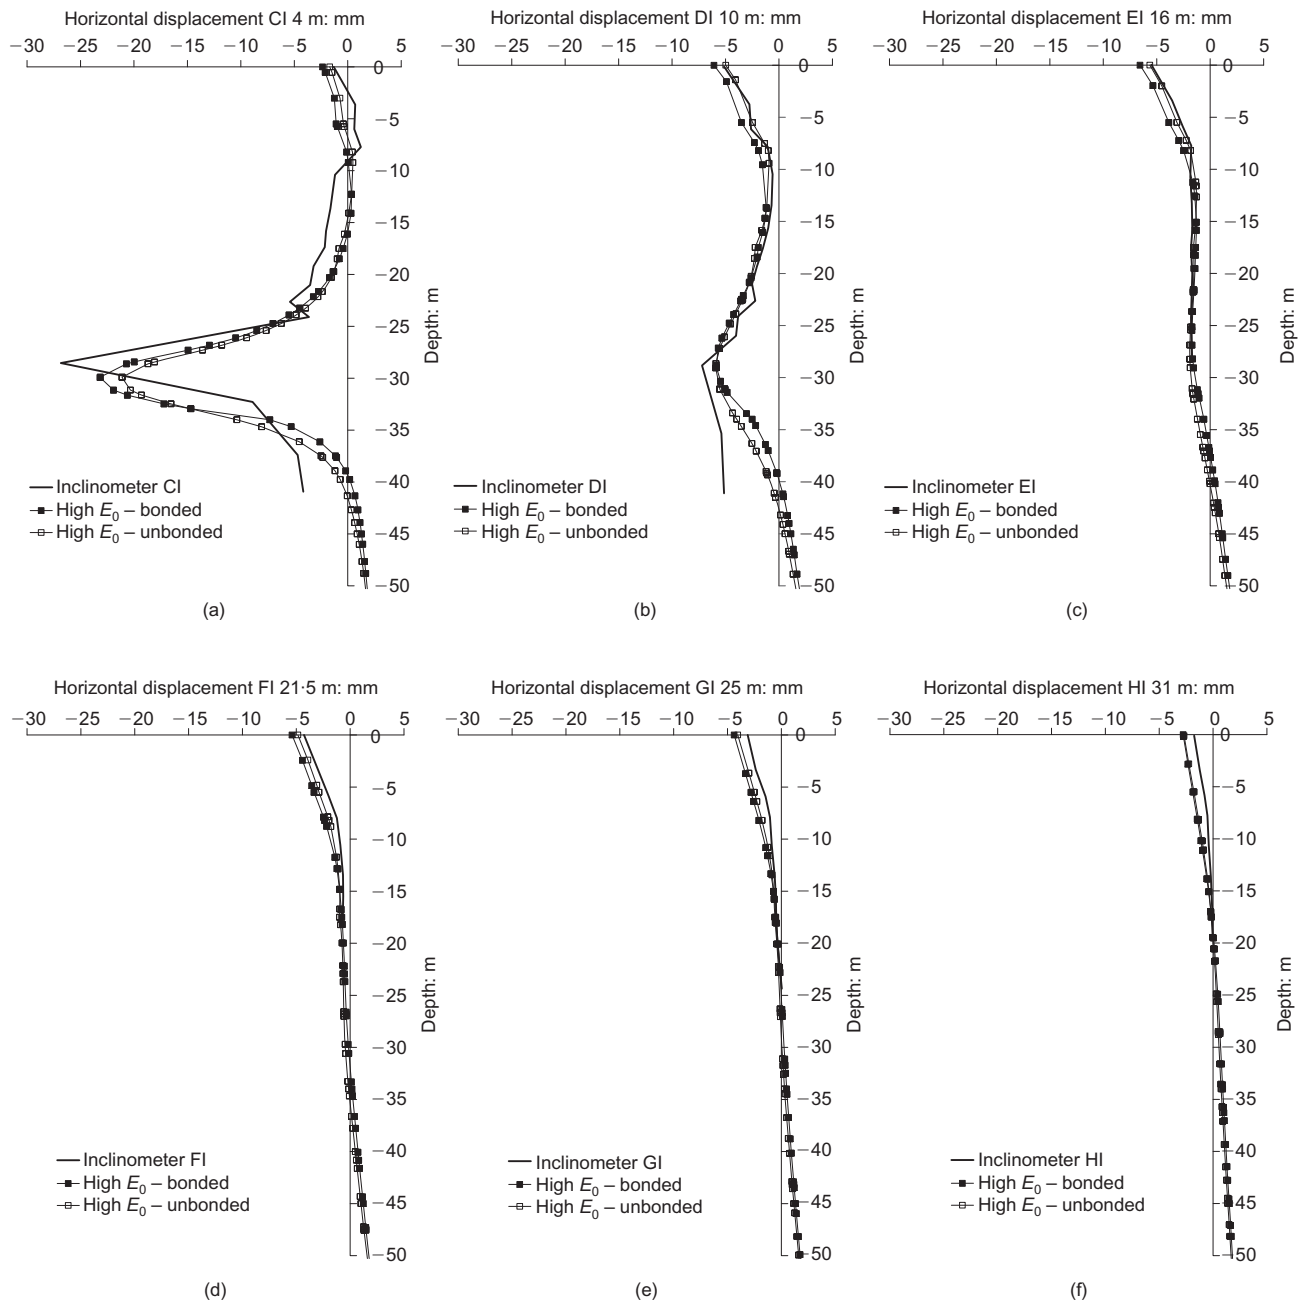 Horizontal displacement CI 4 m: mm
−30 −25 −20 −15 −10 −5 0 5
0
−5
−10
−15
−20
−25
−30
−35
−40
−45
−50
Depth: m
Inclinometer CI
High E0 – bonded
High E0 – unbonded
(a)
Horizontal displacement DI 10 m: mm
−30 −25 −20 −15 −10 −5 0 5
0
−5
−10
−15
−20
−25
−30
−35
−40
−45
−50
Depth: m
Inclinometer DI
High E0 – bonded
High E0 – unbonded
(b)
Horizontal displacement EI 16 m: mm
−30 −25 −20 −15 −10 −5 0 5
0
−5
−10
−15
−20
−25
−30
−35
−40
−45
−50
Depth: m
Inclinometer EI
High E0 – bonded
High E0 – unbonded
(c)
Horizontal displacement FI 21·5 m: mm
−30 −25 −20 −15 −10 −5 0 5
0
−5
−10
−15
−20
−25
−30
−35
−40
−45
−50
Depth: m
Inclinometer FI
High E0 – bonded
High E0 – unbonded
(d)
Horizontal displacement GI 25 m: mm
−30 −25 −20 −15 −10 −5 0 5
0
−5
−10
−15
−20
−25
−30
−35
−40
−45
−50
Depth: m
Inclinometer GI
High E0 – bonded
High E0 – unbonded
(e)
Horizontal displacement HI 31 m: mm
−30 −25 −20 −15 −10 −5 0 5
0
−5
−10
−15
−20
−25
−30
−35
−40
−45
−50
Depth: m
Inclinometer HI
High E0 – bonded
High E0 – unbonded
(f)